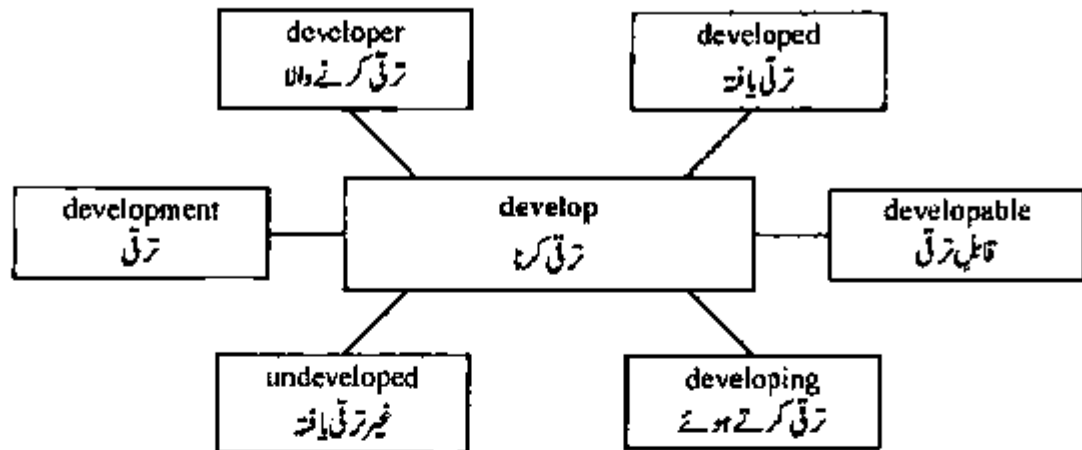 developer
ترقی کرنے والا
developed
ترقی یافتہ
development
ترقی
develop
ترقی کرنا
developable
قابلِ ترقی
undeveloped
غیر ترقی یافتہ
developing
ترقی کرتے ہوئے